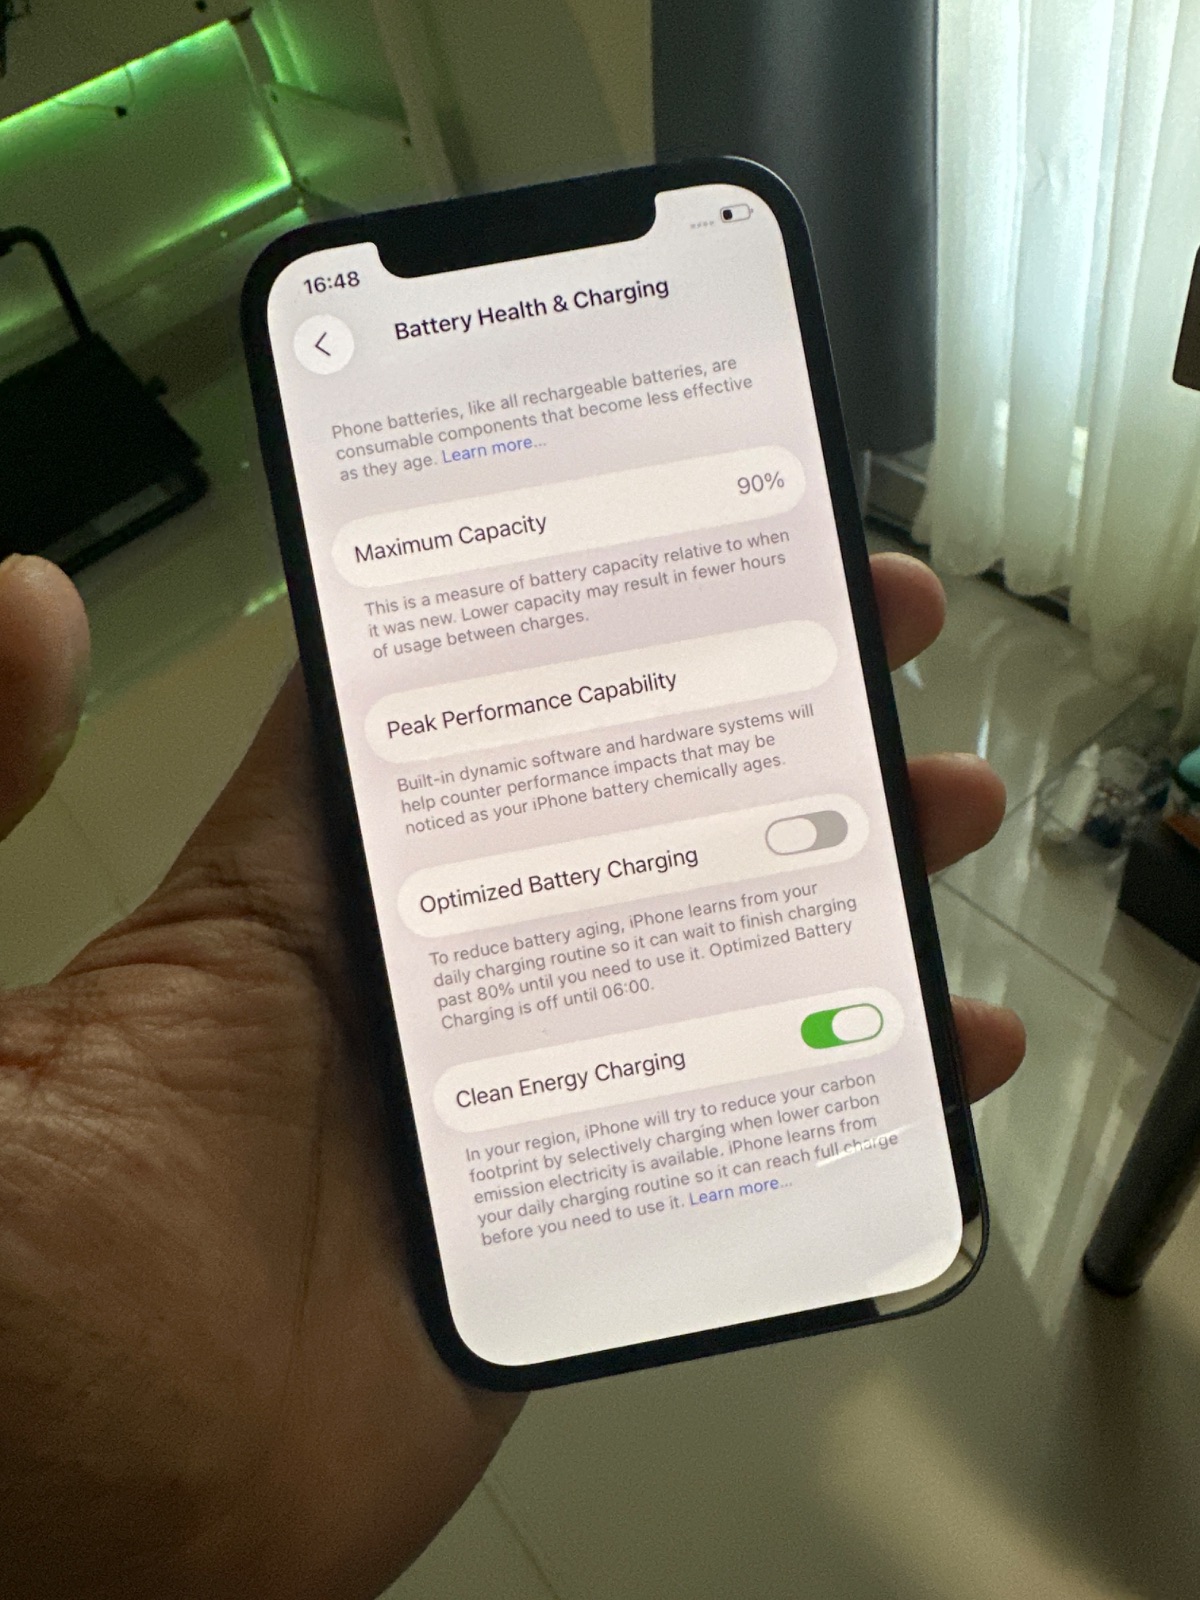 16:48
Battery Health & Charging
Phone batteries, like all rechargeable batteries, are
consumable components that become less effective
as they age. Learn more...
Maximum Capacity 90%
This is a measure of battery capacity relative to when
it was new. Lower capacity may result in fewer hours
of usage between charges.
Peak Performance Capability
Built-in dynamic software and hardware systems will
help counter performance impacts that may be
noticed as your iPhone battery chemically ages.
Optimized Battery Charging
To reduce battery aging, iPhone learns from your
daily charging routine so it can wait to finish charging
past 80% until you need to use it. Optimized Battery
Charging is off until 06:00.
Clean Energy Charging
In your region, iPhone will try to reduce your carbon
footprint by selectively charging when lower carbon
emission electricity is available. iPhone learns from
your daily charging routine so it can reach full charge
before you need to use it. Learn more...